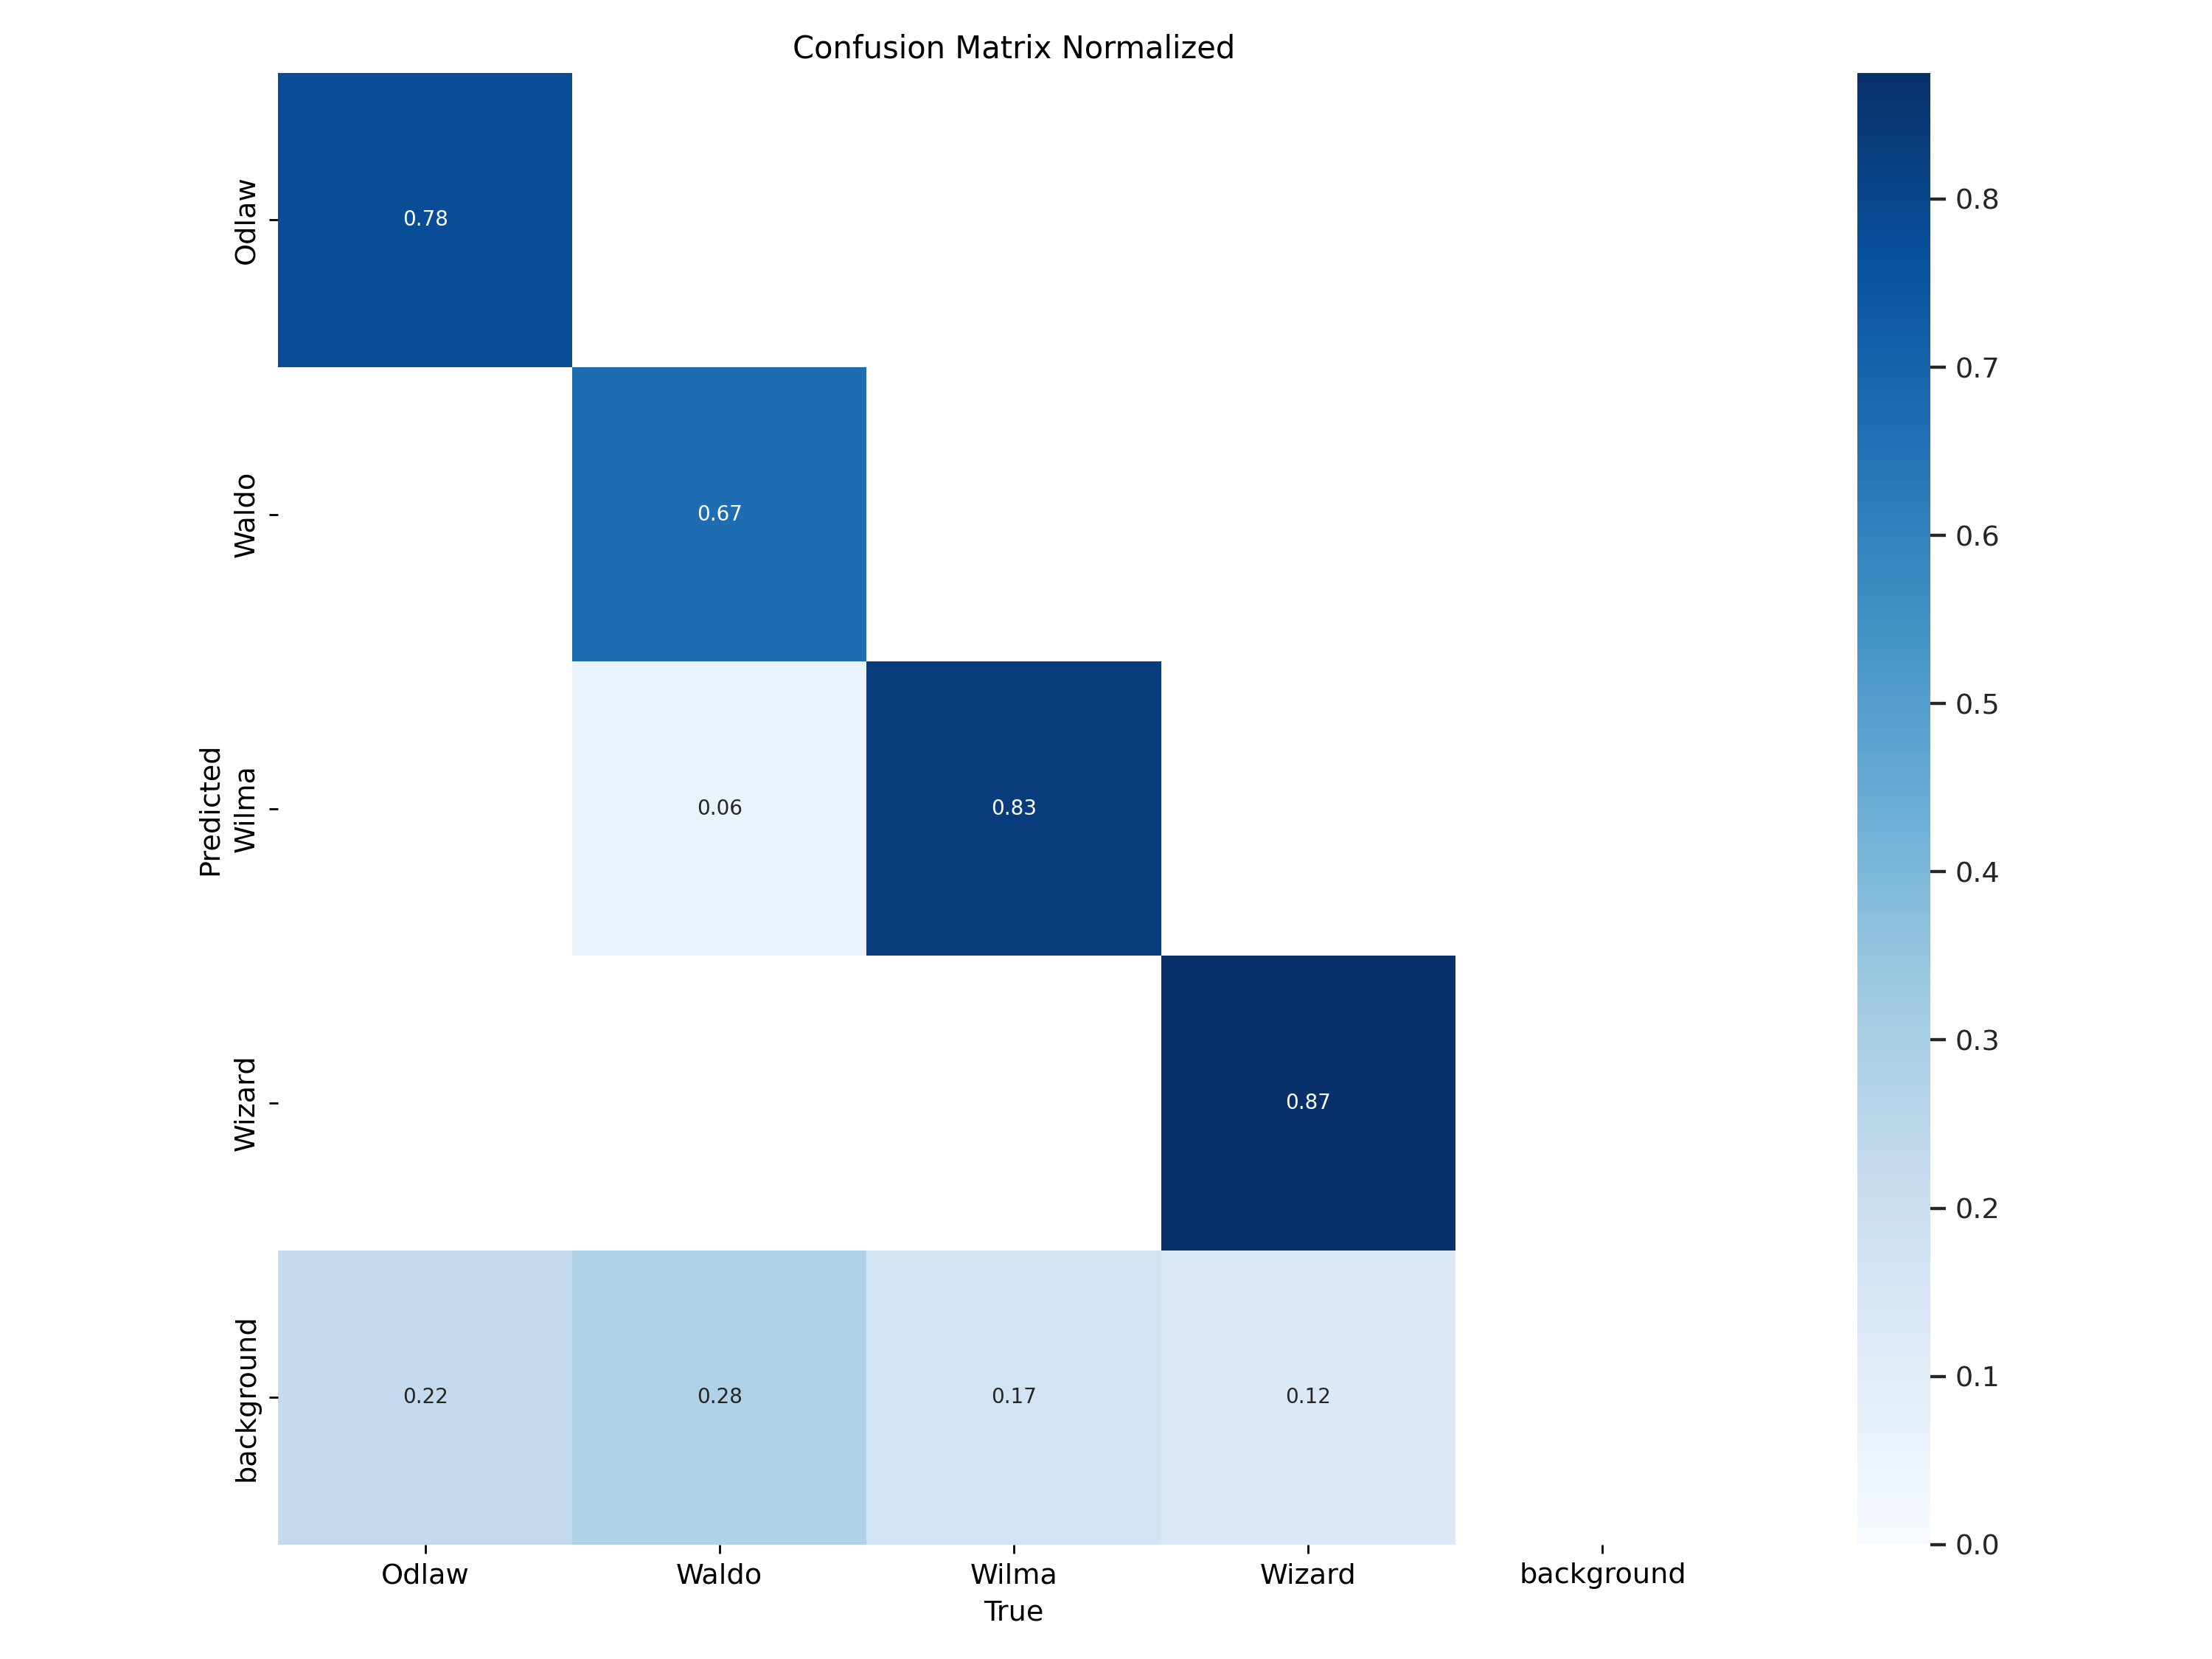 Confusion Matrix Normalized
Odlaw
0.78
Waldo
0.67
Predicted
Wilma
0.06 0.83
Wizard
0.87
background
0.22 0.28 0.17 0.12
Odlaw Waldo Wilma Wizard background
True
0.8
0.7
0.6
0.5
0.4
0.3
0.2
0.1
0.0